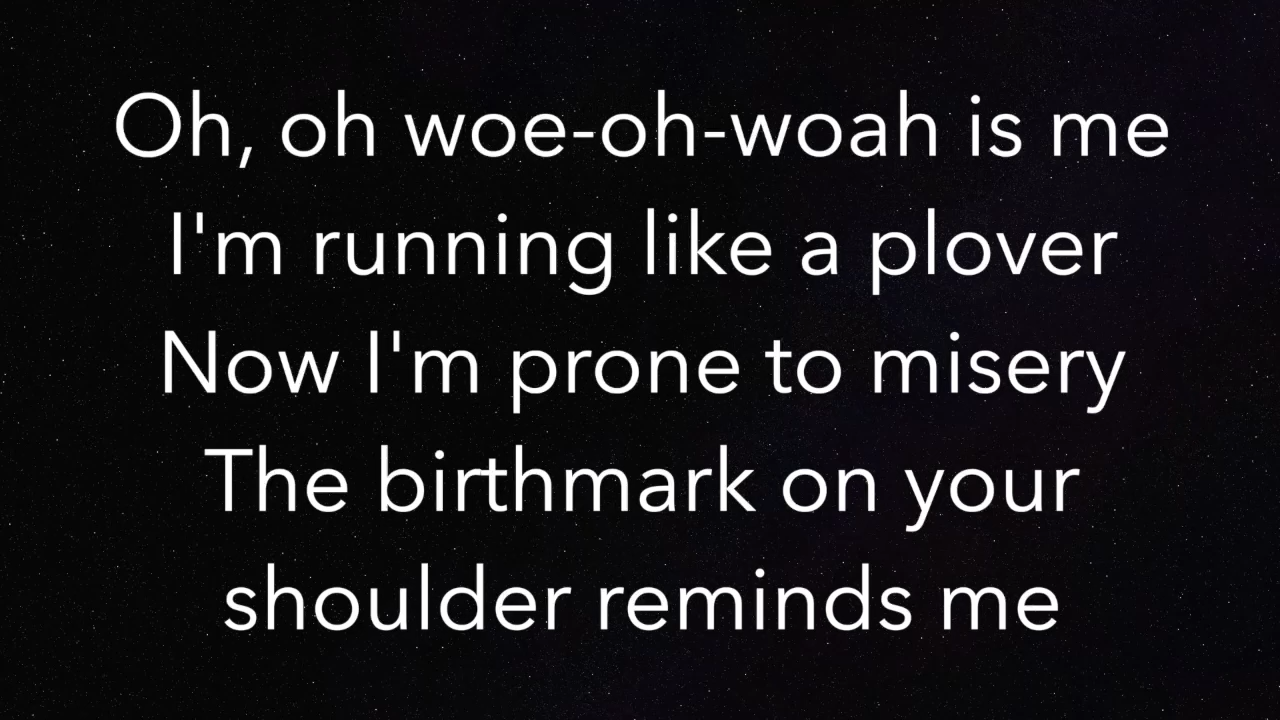 Oh, oh woe-oh-woah is me
I'm running like a plover
Now I'm prone to misery
The birthmark on your
shoulder reminds me